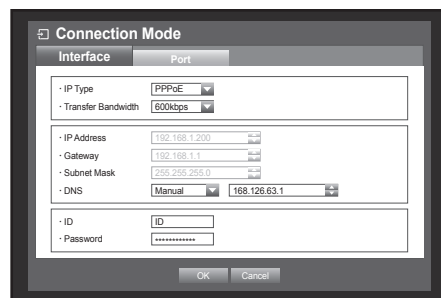 Connection Mode
Interface Port
· IP Type PPPoE
· Transfer Bandwidth 600kbps
· IP Address 192.168.1.200
· Gateway 192.168.1.1
· Subnet Mask 255.255.255.0
· DNS Manual 168.126.63.1
· ID ID
· Password ************
OK Cancel